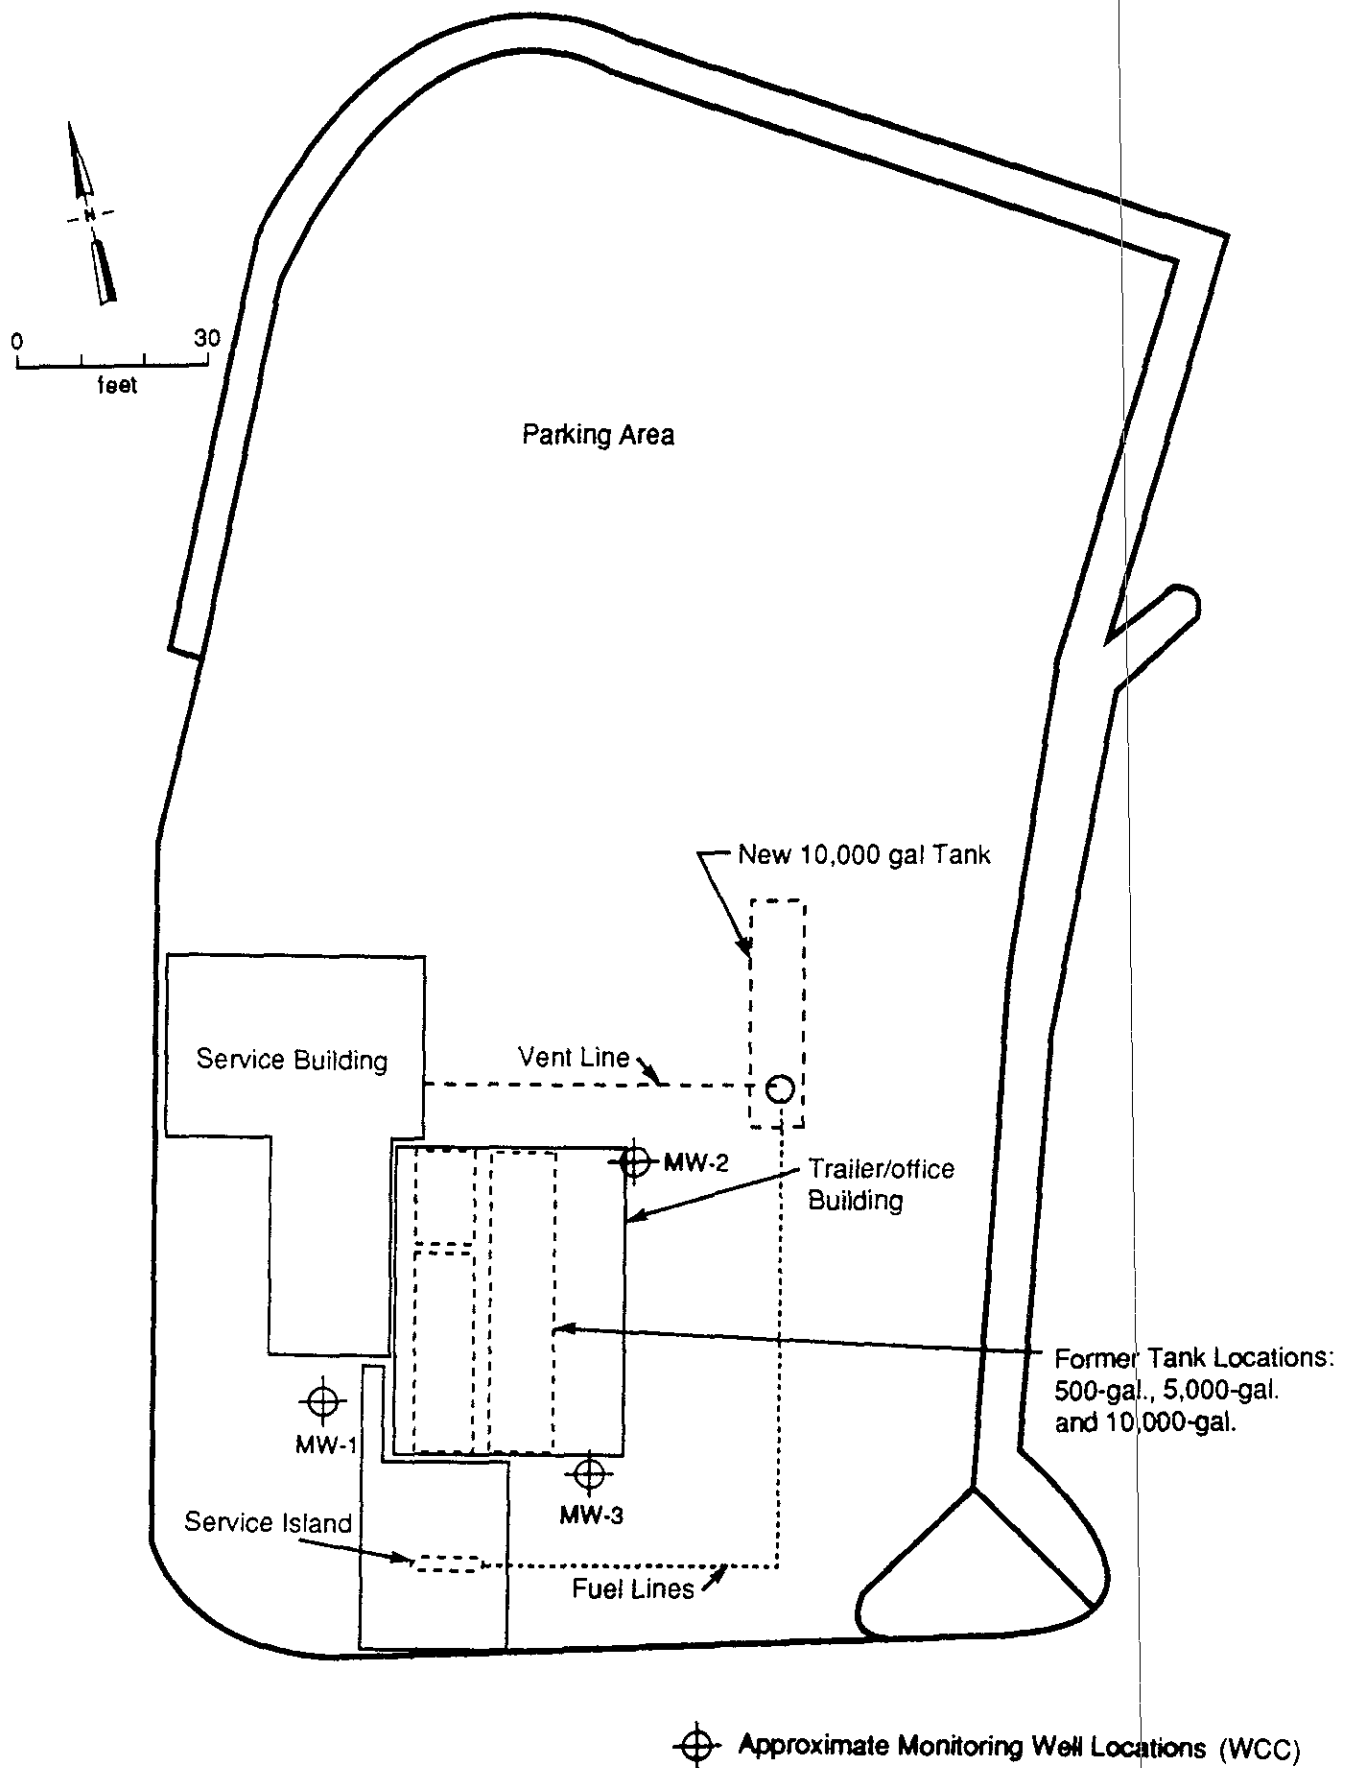 N
0 30
feet
Parking Area
New 10,000 gal Tank
Service Building
Vent Line
MW-2
Trailer/office
Building
Former Tank Locations:
500-gal., 5,000-gal.
and 10,000-gal.
MW-1
MW-3
Service Island
Fuel Lines
Approximate Monitoring Well Locations (WCC)